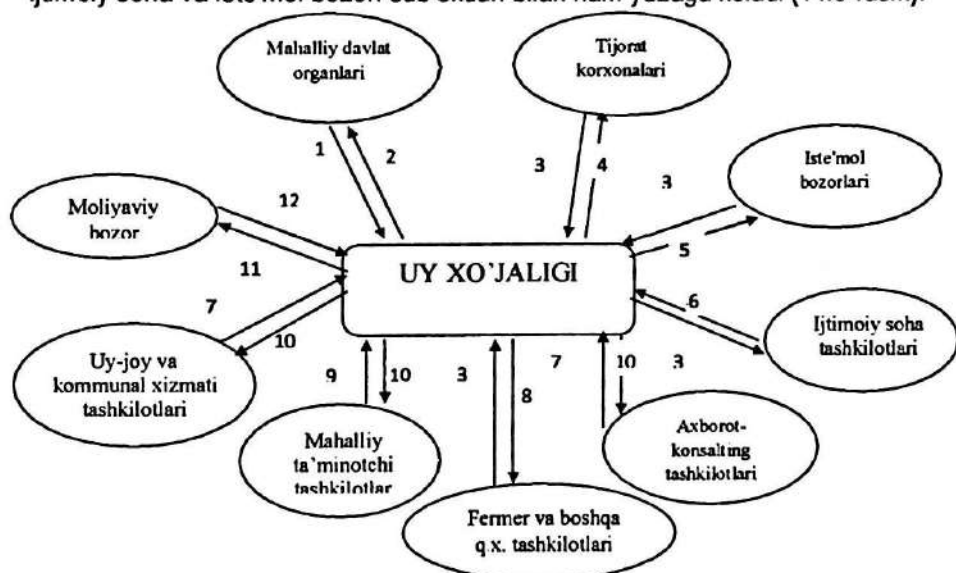 Mahalliy davlat
organlari
Tijorat
korxonalari
1
2
3
4
Iste'mol
bozorlari
3
5
Moliyaviy
bozor
12
11
UY XO`JALIGI
6
3
Ijtimoiy soha
tashkilotlari
7
10
Uy-joy va
kommunal xizmati
tashkilotlari
9
10
3
8
7
10
Mahalliy
ta`minotchi
tashkilotlar
Axborot-
konsalting
tashkilotlari
Fermer va boshqa
q.x. tashkilotlari